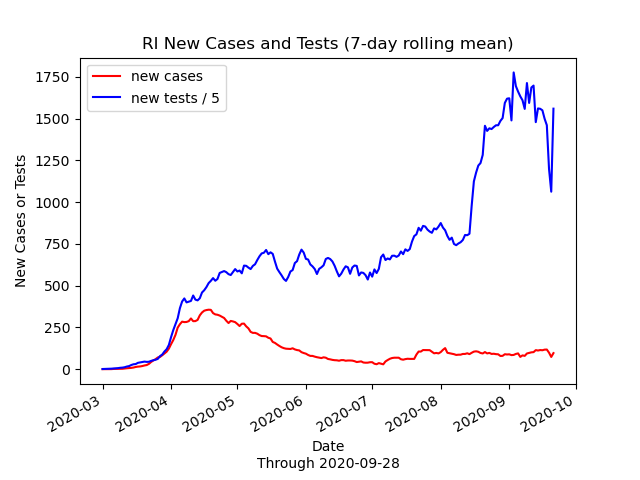 RI New Cases and Tests (7-day rolling mean)
new cases
new tests / 5
New Cases or Tests
1750
1500
1250
1000
750
500
250
0
2020-03
2020-04
2020-05
2020-06
2020-07
2020-08
2020-09
2020-10
Date
Through 2020-09-28